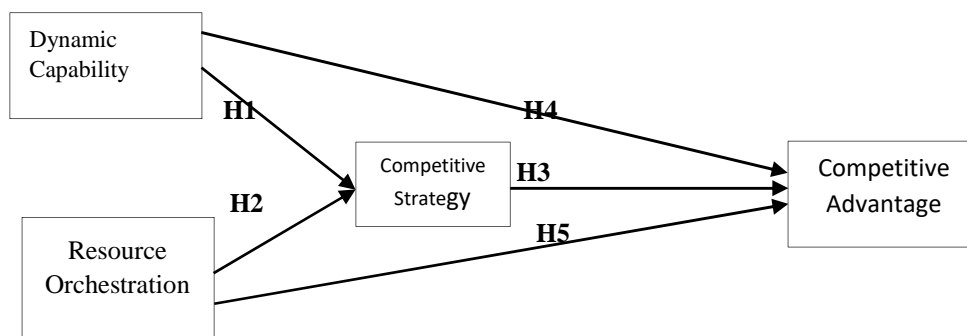 Dynamic
Capability
H1
H4
Competitive
Strategy
H3
Competitive
Advantage
H2
H5
Resource
Orchestration